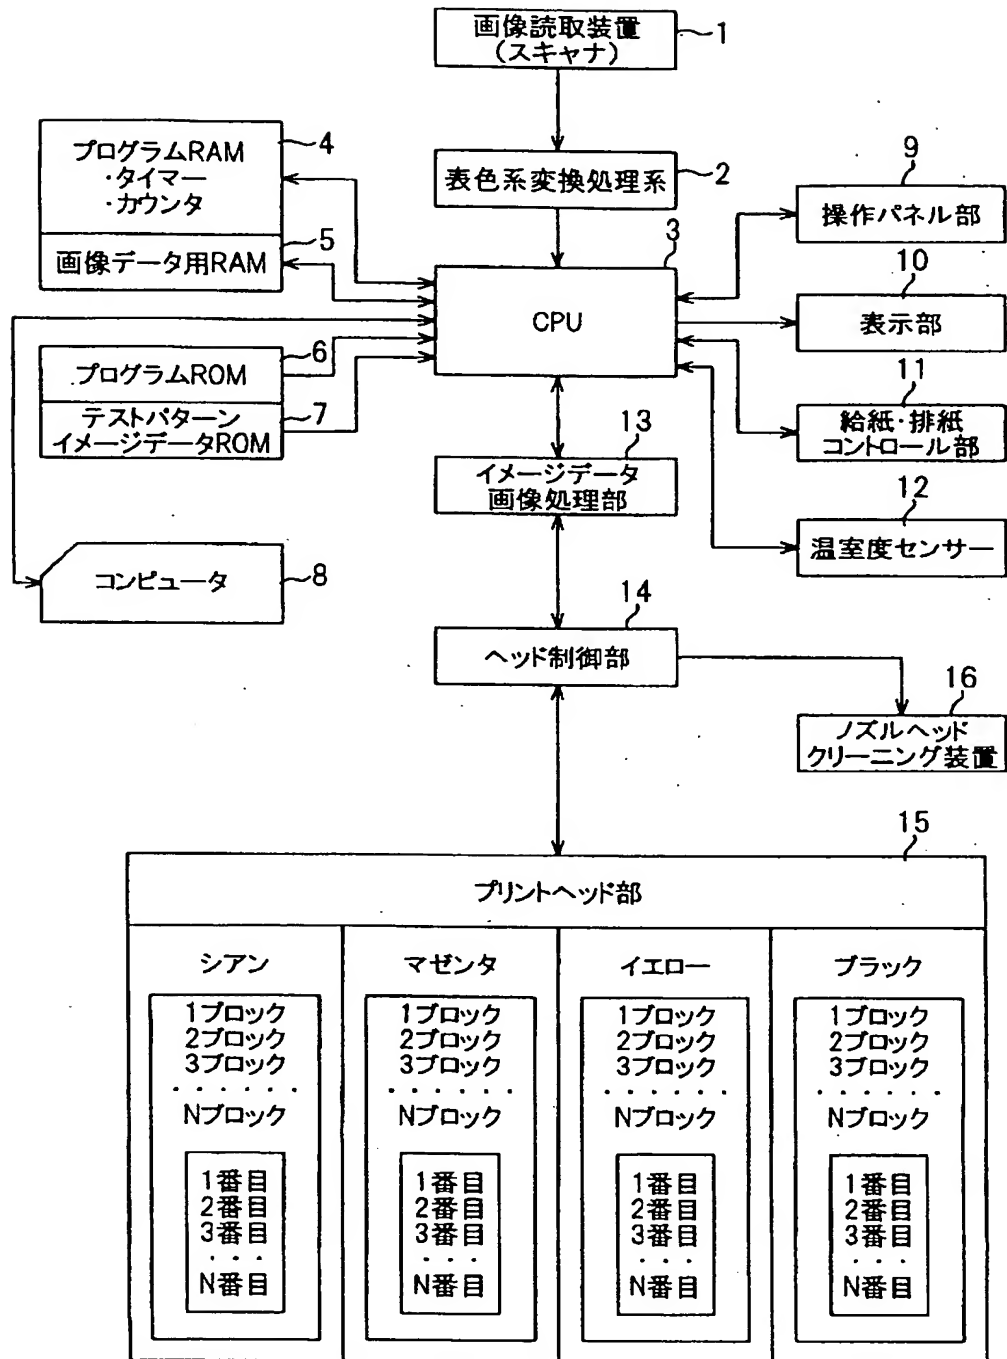 画像読取装置
(スキャナ)
1
表色系変換処理系
2
プログラムRAM
・タイマー
・カウンタ
4
画像データ用RAM
5
CPU
3
操作パネル部
9
表示部
10
プログラムROM
6
テストパターン
イメージデータROM
7
給紙・排紙
コントロール部
11
イメージデータ
画像処理部
13
温室度センサー
12
コンピュータ
8
ヘッド制御部
14
ノズルヘッド
クリーニング装置
16
プリントヘッド部
15
シアン
1ブロック
2ブロック
3ブロック
・・・・・・
Nブロック
1番目
2番目
3番目
・・・
N番目
マゼンタ
1ブロック
2ブロック
3ブロック
・・・・・・
Nブロック
1番目
2番目
3番目
・・・
N番目
イエロー
1ブロック
2ブロック
3ブロック
・・・・・・
Nブロック
1番目
2番目
3番目
・・・
N番目
ブラック
1ブロック
2ブロック
3ブロック
・・・・・・
Nブロック
1番目
2番目
3番目
・・・
N番目